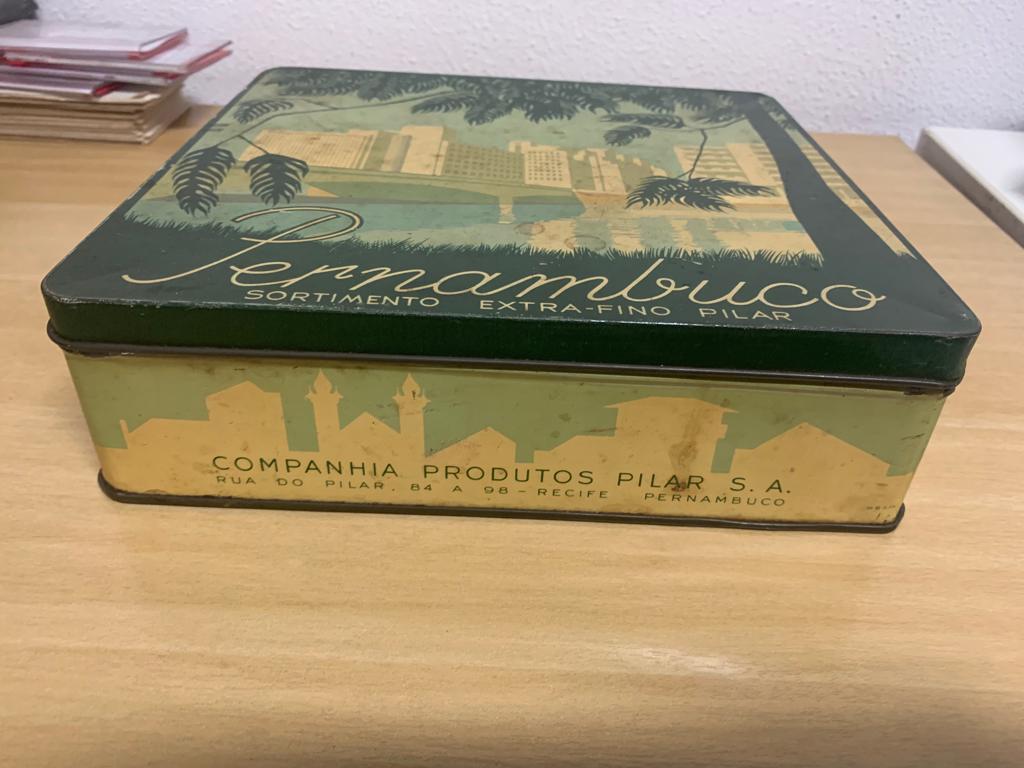 Pernambuco
SORTIMENTO EXTRA-FINO PILAR
COMPANHIA PRODUTOS PILAR S. A.
RUA DO PILAR, 84 A 98 - RECIFE PERNAMBUCO